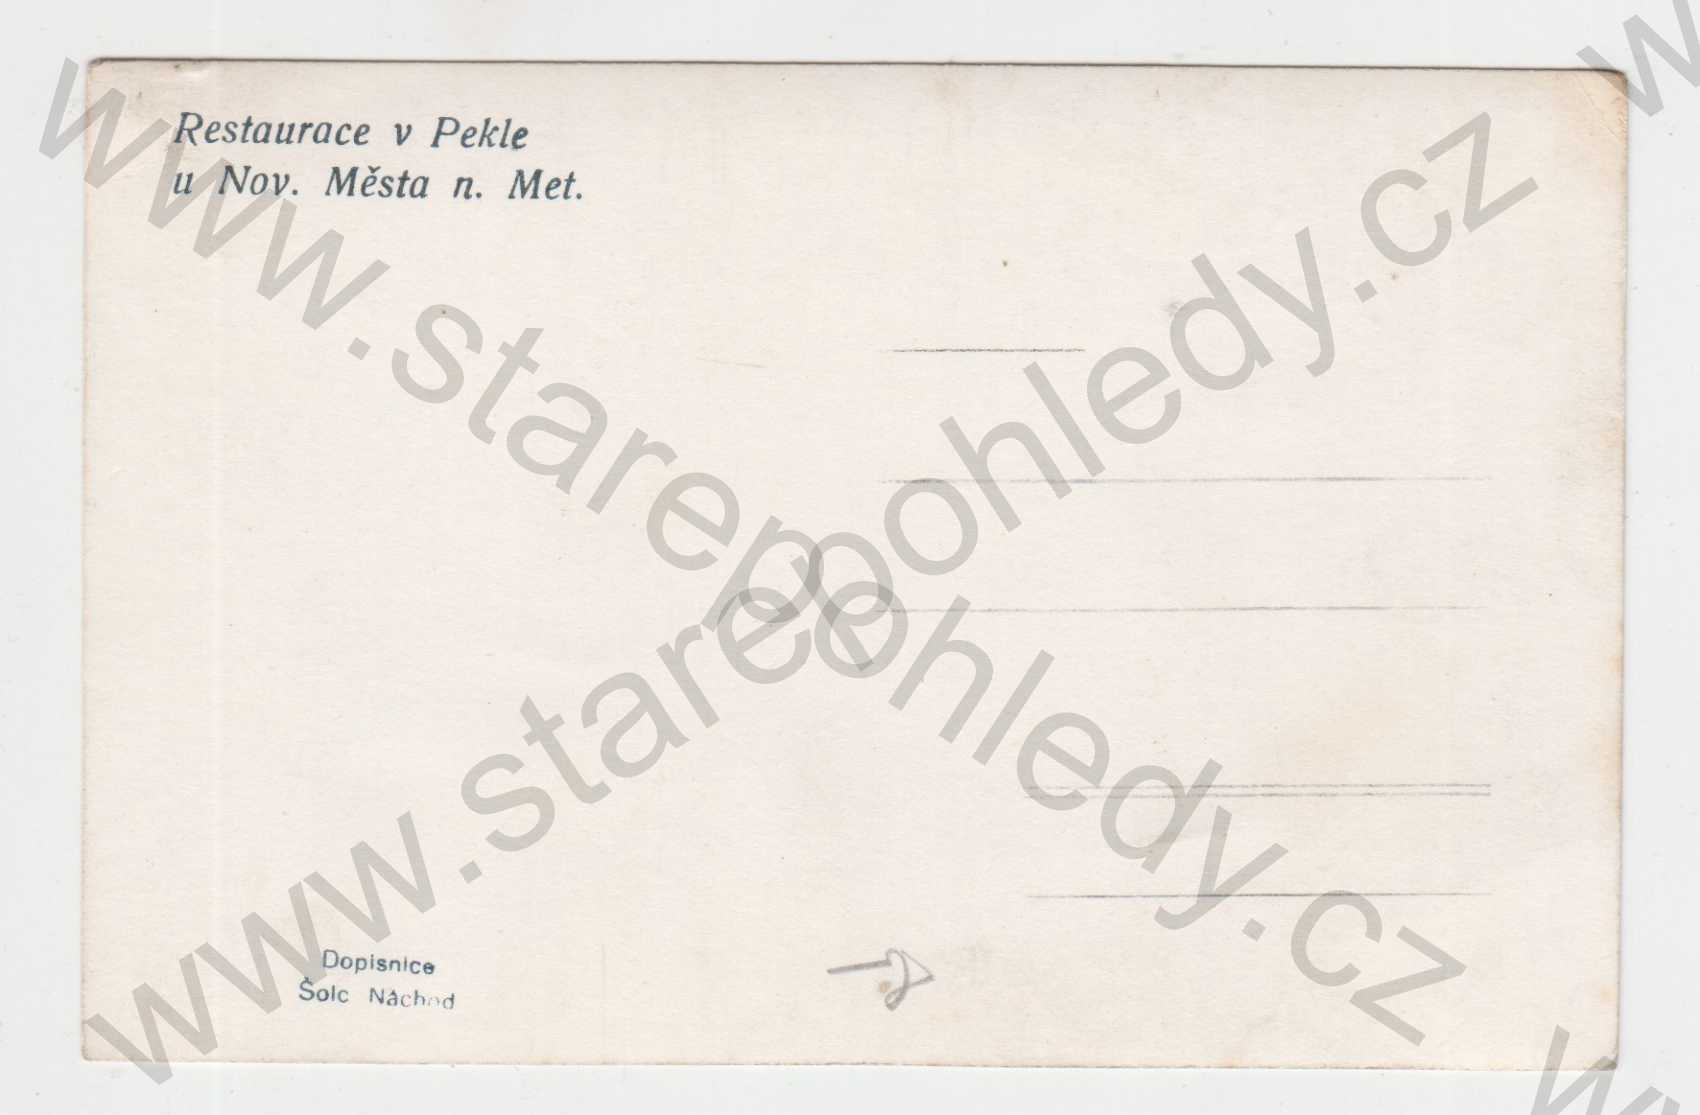 Restaurace v Pekle
u Nov. Města n. Met.
Dopisnice
Šolc Náchod
www.starepohledy.cz
www.starepohledy.cz